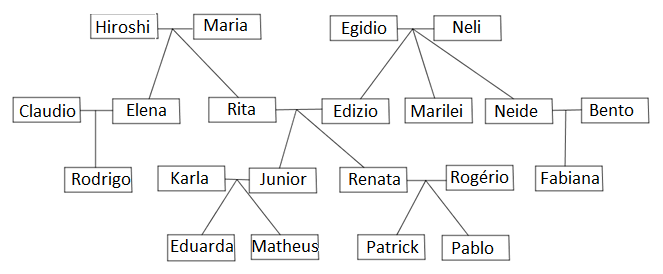 Hiroshi
Maria
Egidio
Neli
Claudio
Elena
Rita
Edizio
Marilei
Neide
Bento
Rodrigo
Karla
Junior
Renata
Rogério
Fabiana
Eduarda
Matheus
Patrick
Pablo